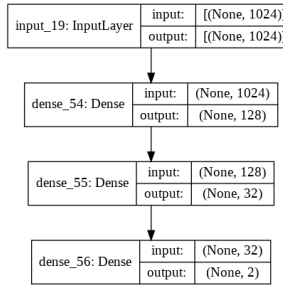 input_19: InputLayer
input:
[(None, 1024)]
output:
[(None, 1024)]
dense_54: Dense
input:
(None, 1024)
output:
(None, 128)
dense_55: Dense
input:
(None, 128)
output:
(None, 32)
dense_56: Dense
input:
(None, 32)
output:
(None, 2)